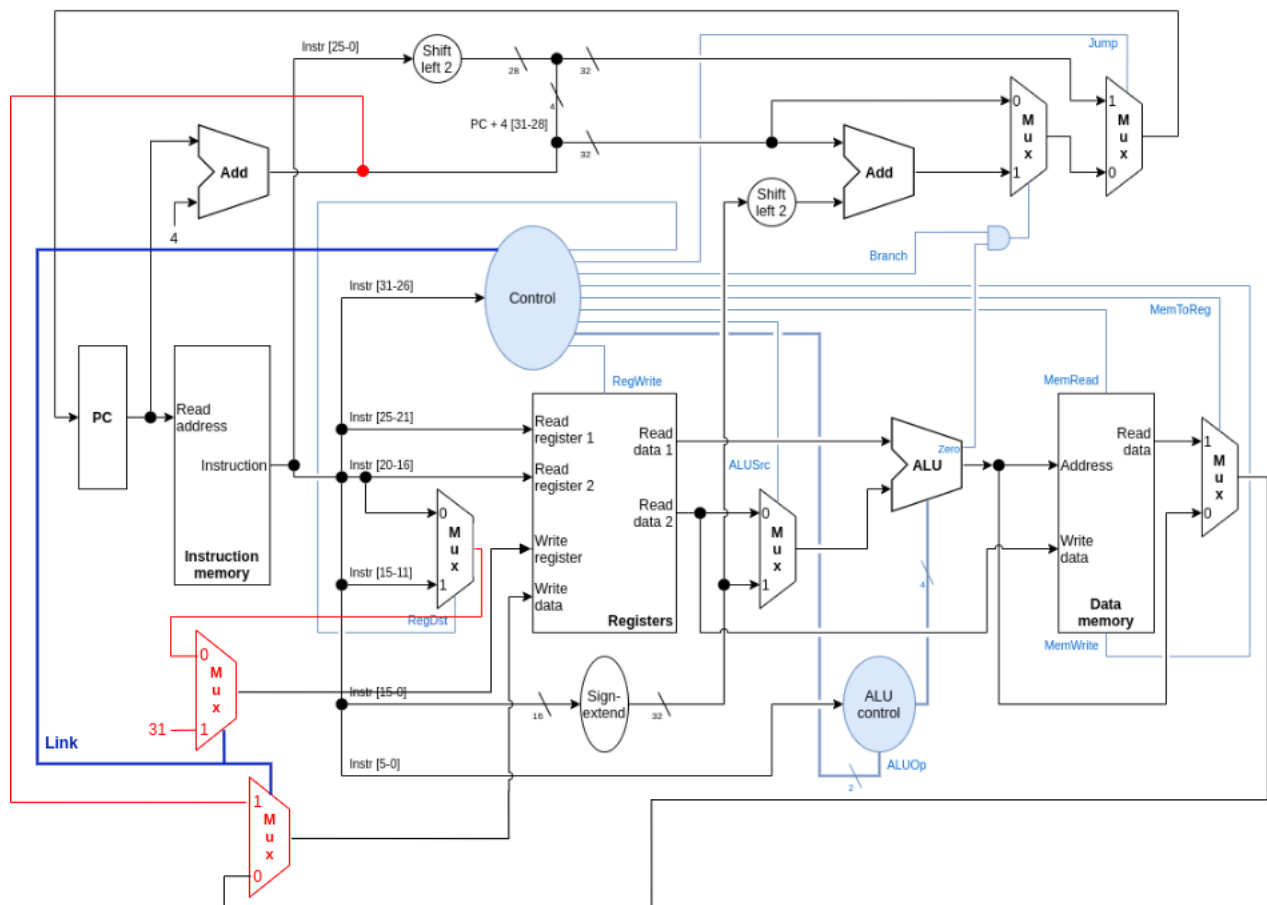 Instr [25-0]
Shift
left 2
28
32
Jump
4
PC + 4 [31-28]
32
0
M
u
x
1
1
M
u
x
0
Add
4
Add
Shift
left 2
Branch
Control
Instr [31-26]
MemToReg
PC
Read
address
Instruction
Instruction
memory
RegWrite
MemRead
Instr [25-21]
Instr [20-16]
Instr [15-11]
0
M
u
x
1
RegDst
Read
register 1
Read
register 2
Write
register
Write
data
Read
data 1
Read
data 2
Registers
ALUSrc
0
M
u
x
1
Zero
ALU
4
Address
Write
data
Read
data
Data
memory
MemWrite
1
M
u
x
0
0
M
u
x
31
1
Instr [15-0]
16
Sign-
extend
32
ALU
control
Link
Instr [5-0]
ALUOp
2
1
M
u
x
0